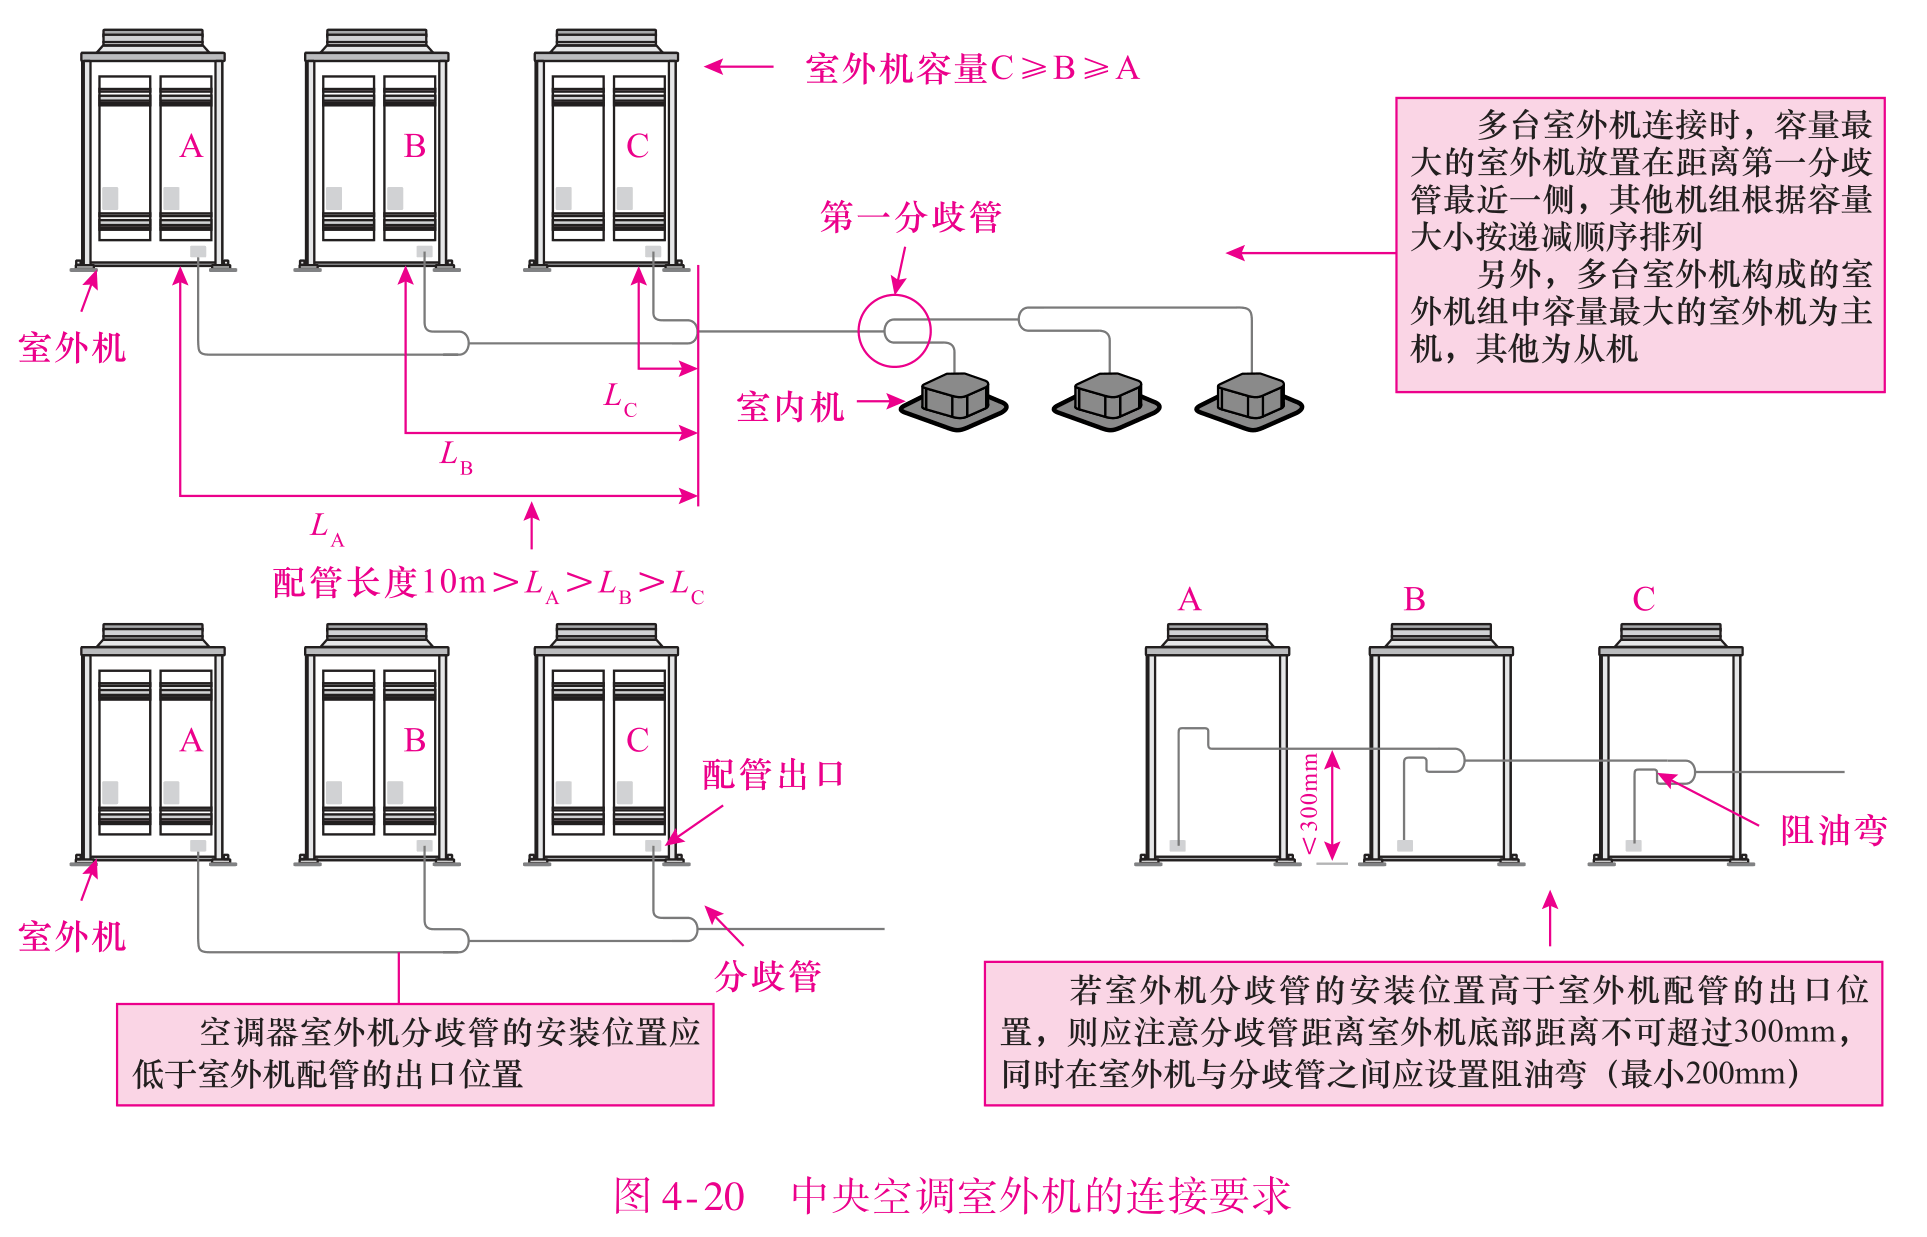 室外机容量C≥B≥A
A
B
C
多台室外机连接时，容量最
大的室外机放置在距离第一分歧
管最近一侧，其他机组根据容量
大小按递减顺序排列
另外，多台室外机构成的室
外机组中容量最大的室外机为主
机，其他为从机
第一分歧管
室外机
室内机
LC
LB
LA
配管长度10m＞LA＞LB＞LC
A
B
C
A
B
C
配管出口
<300mm
阻油弯
室外机
分歧管
空调器室外机分歧管的安装位置应
低于室外机配管的出口位置
若室外机分歧管的安装位置高于室外机配管的出口位
置，则应注意分歧管距离室外机底部距离不可超过300mm，
同时在室外机与分歧管之间应设置阻油弯（最小200mm）
图 4-20　中央空调室外机的连接要求